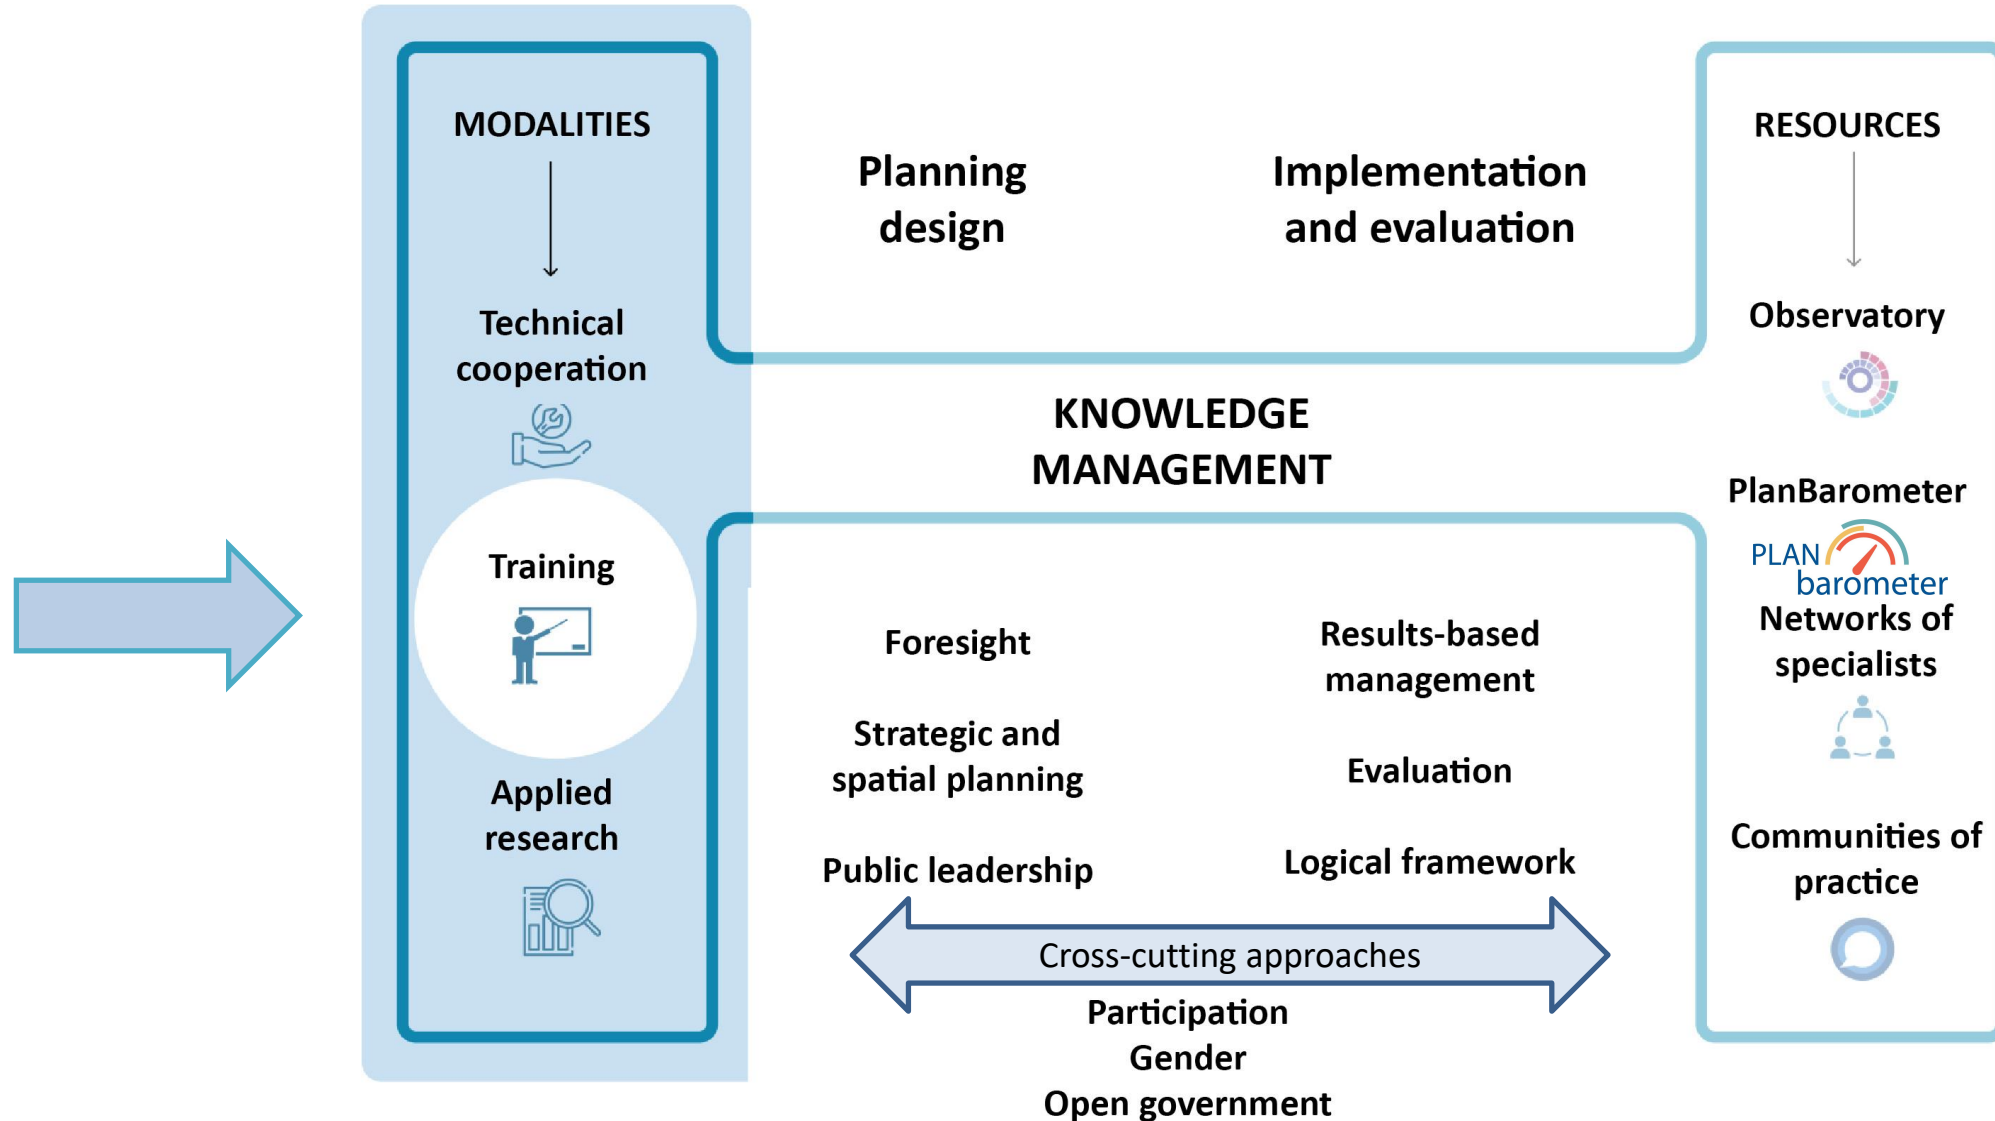 MODALITIES
Technical
cooperation
Training
Applied
research
Planning
design
Implementation
and evaluation
KNOWLEDGE
MANAGEMENT
Foresight
Strategic and
spatial planning
Public leadership
Results-based
management
Evaluation
Logical framework
Cross-cutting approaches
Participation
Gender
Open government
RESOURCES
Observatory
PlanBarometer
PLAN
barometer
Networks of
specialists
Communities of
practice